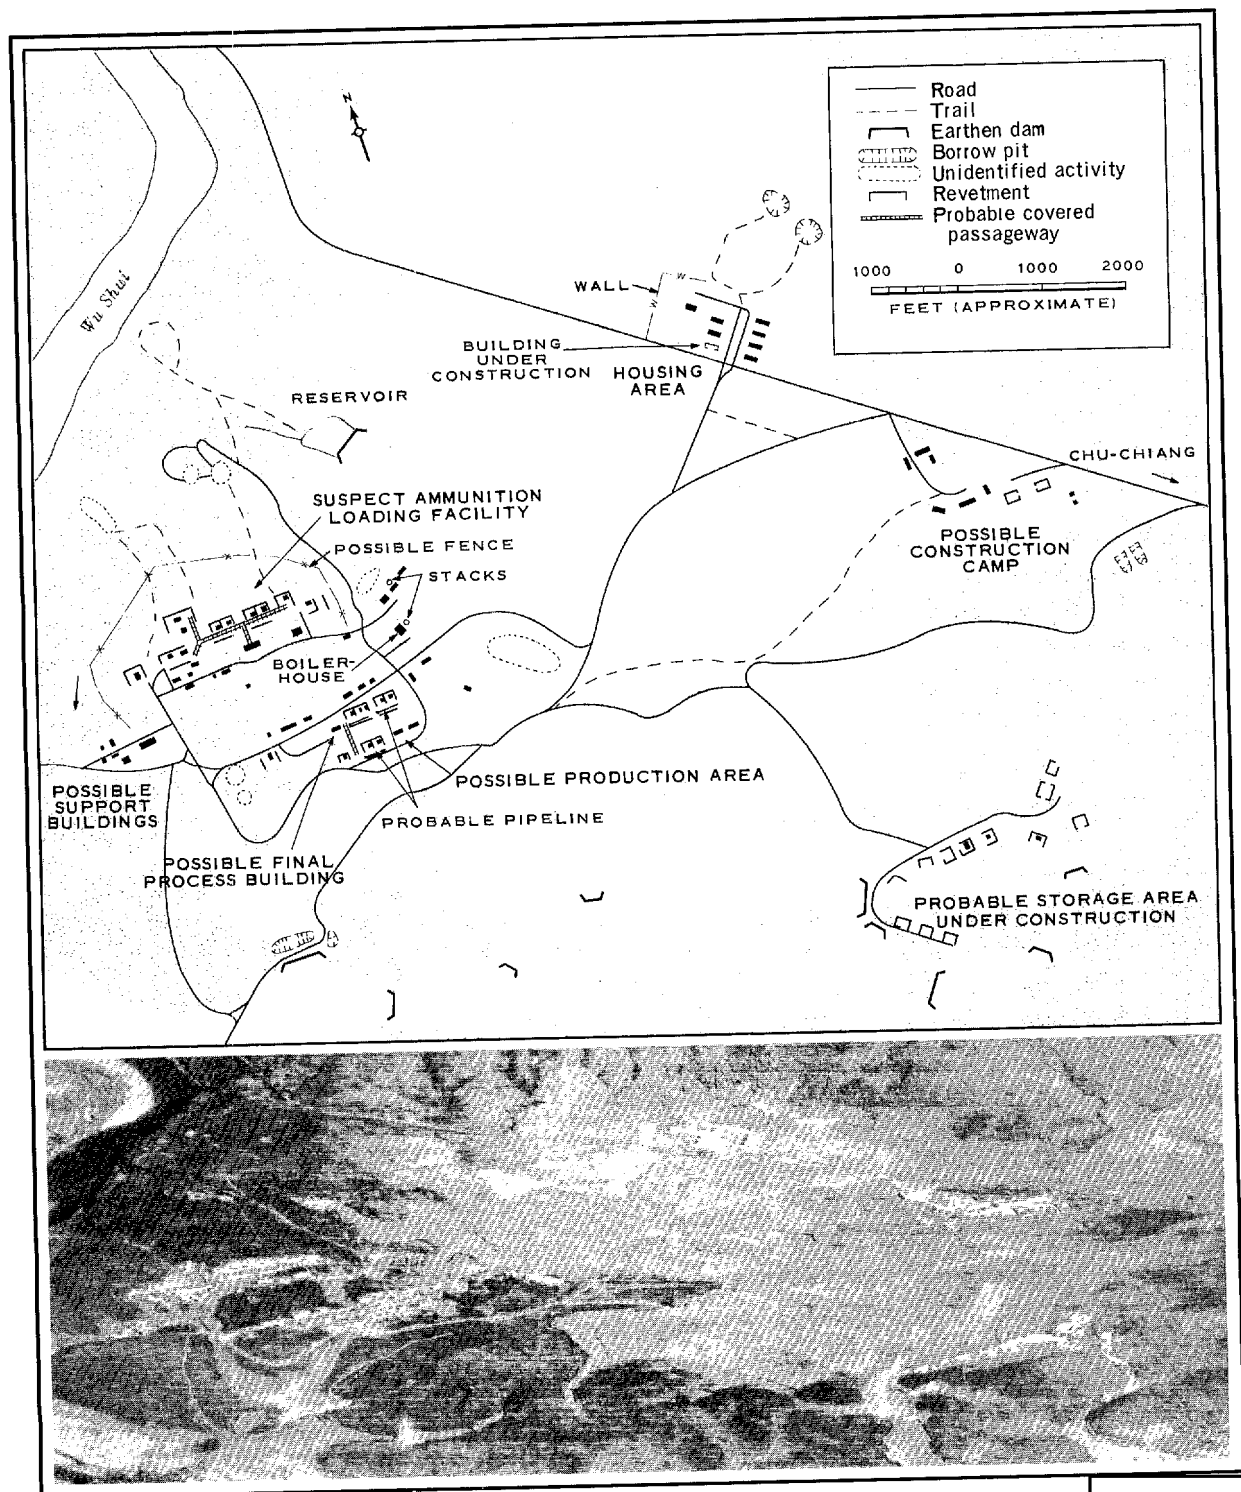 N
Road
Trail
Earthen dam
Borrow pit
Unidentified activity
Revetment
Probable covered
passageway
1000 0 1000 2000
FEET (APPROXIMATE)
Wu Shui
WALL
W
W
W
BUILDING
UNDER
CONSTRUCTION
HOUSING
AREA
RESERVOIR
CHU-CHIANG
SUSPECT AMMUNITION
LOADING FACILITY
POSSIBLE FENCE
STACKS
POSSIBLE
CONSTRUCTION
CAMP
BOILER-
HOUSE
POSSIBLE PRODUCTION AREA
POSSIBLE
SUPPORT
BUILDINGS
PROBABLE PIPELINE
POSSIBLE FINAL
PROCESS BUILDING
PROBABLE STORAGE AREA
UNDER CONSTRUCTION